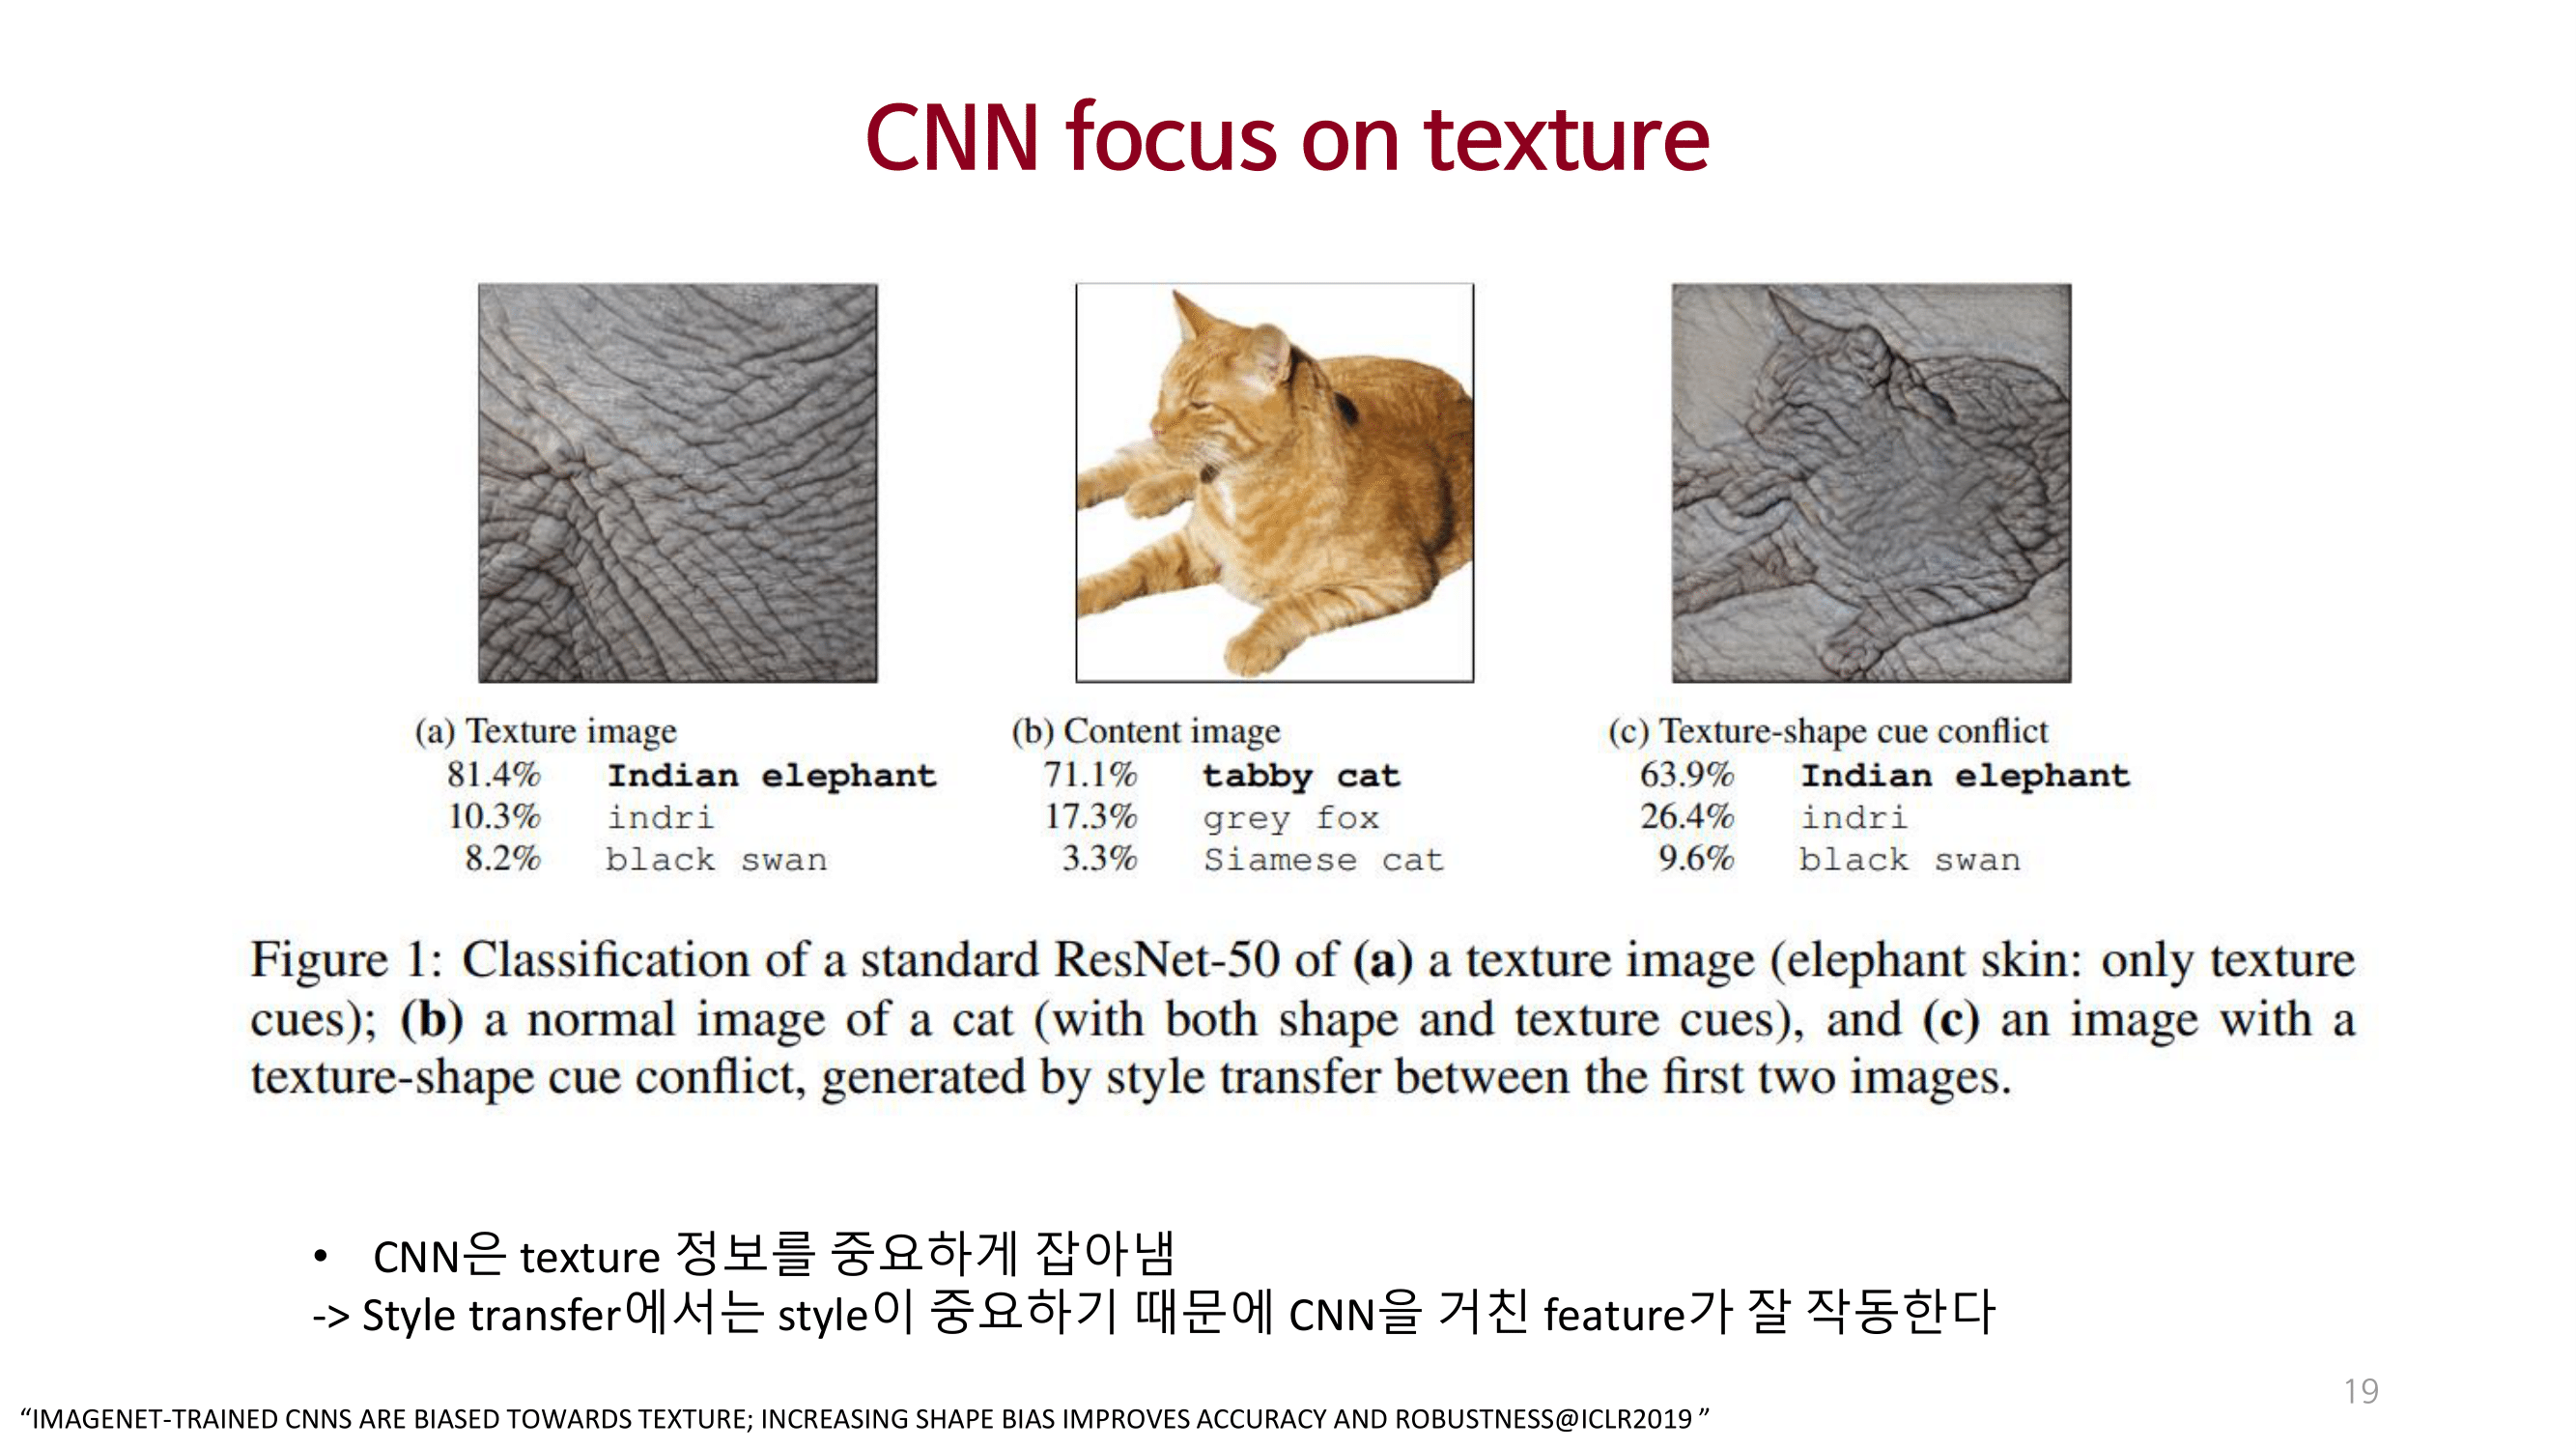 CNN focus on texture
(a) Texture image
81.4% Indian elephant
10.3% indri
8.2% black swan
(b) Content image
71.1% tabby cat
17.3% grey fox
3.3% Siamese cat
(c) Texture-shape cue conflict
63.9% Indian elephant
26.4% indri
9.6% black swan
Figure 1: Classification of a standard ResNet-50 of (a) a texture image (elephant skin: only texture
cues); (b) a normal image of a cat (with both shape and texture cues), and (c) an image with a
texture-shape cue conflict, generated by style transfer between the first two images.
• CNN은 texture 정보를 중요하게 잡아냄
-> Style transfer에서는 style이 중요하기 때문에 CNN을 거친 feature가 잘 작동한다
19
“IMAGENET-TRAINED CNNS ARE BIASED TOWARDS TEXTURE; INCREASING SHAPE BIAS IMPROVES ACCURACY AND ROBUSTNESS@ICLR2019 ”